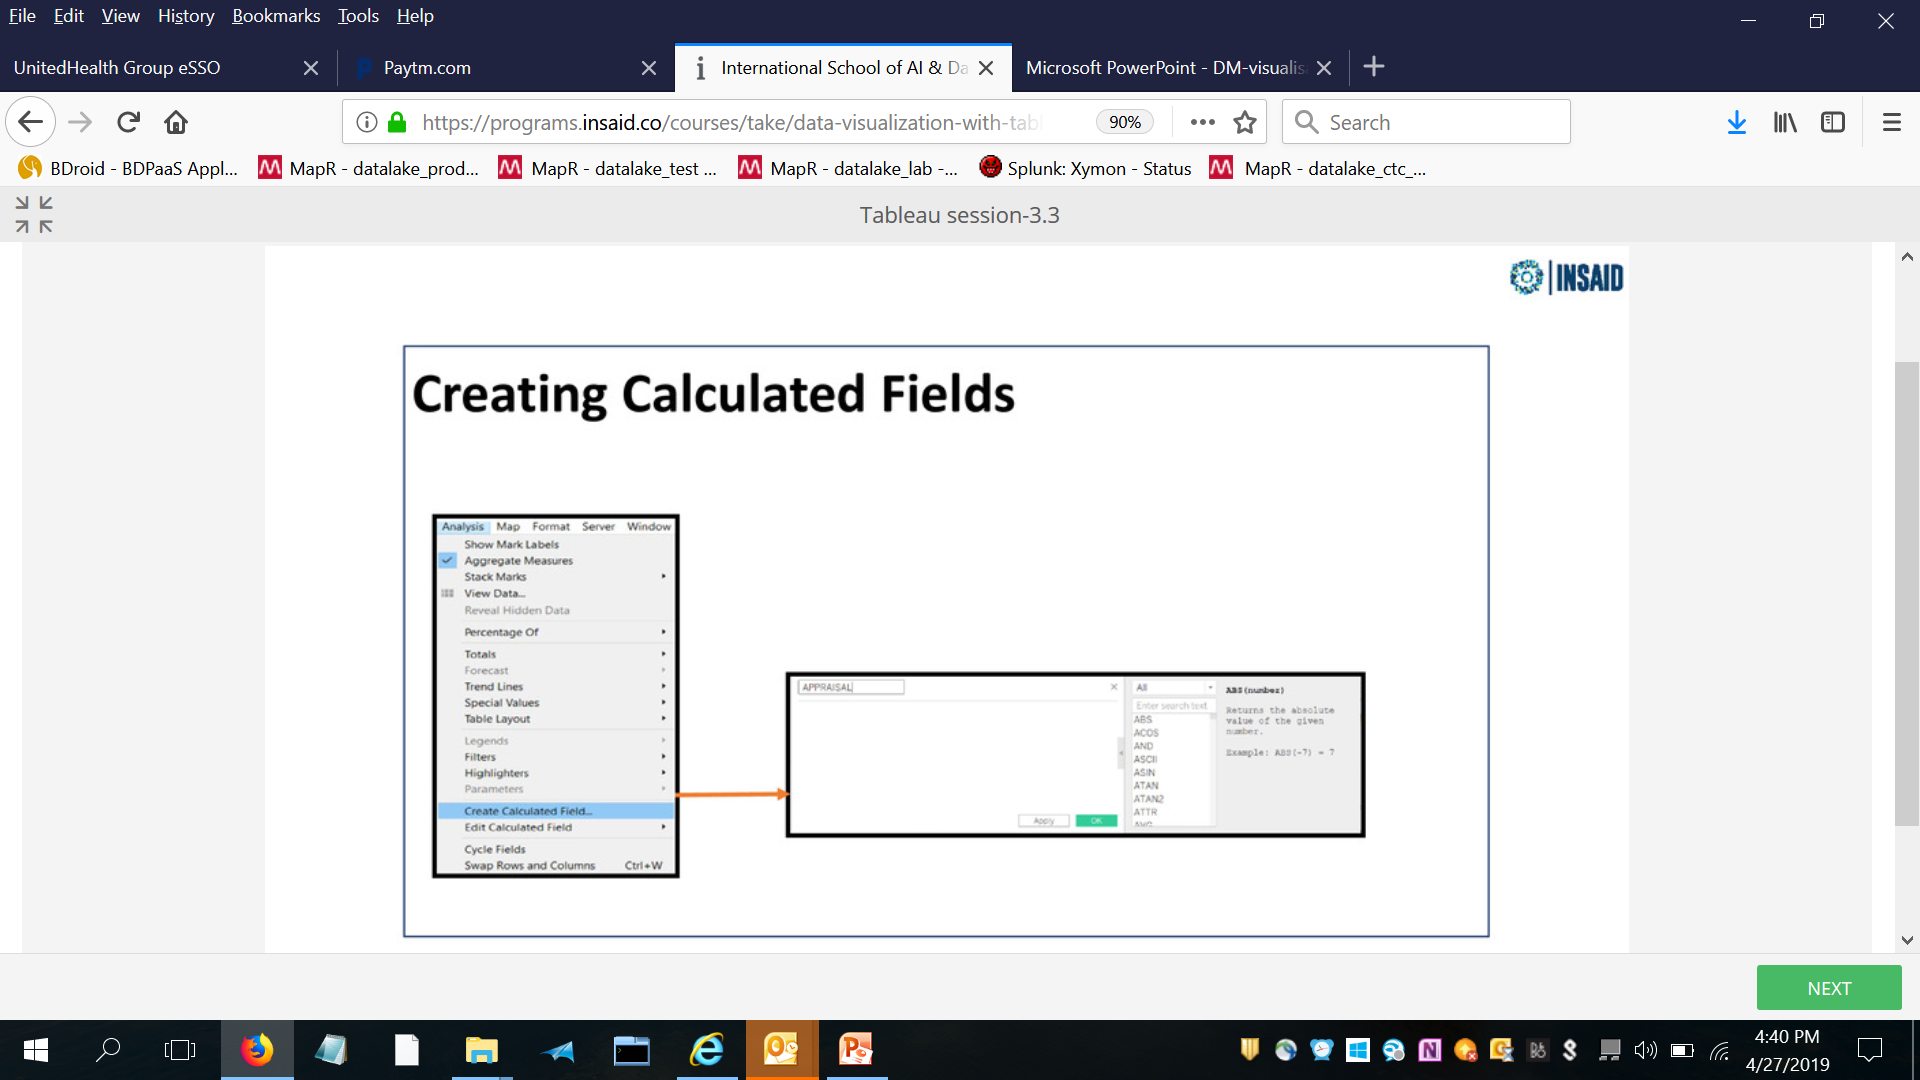 File Edit View History Bookmarks Tools Help
UnitedHealth Group eSSO
Paytm.com
International School of AI & Da
Microsoft PowerPoint - DM-visualis
https://programs.insaid.co/courses/take/data-visualization-with-tabl
90%
Search
BDroid - BDPaaS Appl...
MapR - datalake_prod...
MapR - datalake_test ...
MapR - datalake_lab -...
Splunk: Xymon - Status
MapR - datalake_ctc_...
Tableau session-3.3
INSAID
Creating Calculated Fields
Analysis Map Format Server Window
Show Mark Labels
Aggregate Measures
Stack Marks
View Data...
Reveal Hidden Data
Percentage Of
Totals
Forecast
Trend Lines
Special Values
Table Layout
Legends
Filters
Highlighters
Parameters
Create Calculated Field...
Edit Calculated Field
Cycle Fields
Swap Rows and Columns Ctrl+W
APPRAISAL
All
Enter search text
ABS
ACOS
AND
ASCII
ASIN
ATAN
ATAN2
ATTR
AVG
ABS(number)
Returns the absolute
value of the given
number.
Example: ABS(-7) = 7
Apply
OK
NEXT
4:40 PM
4/27/2019